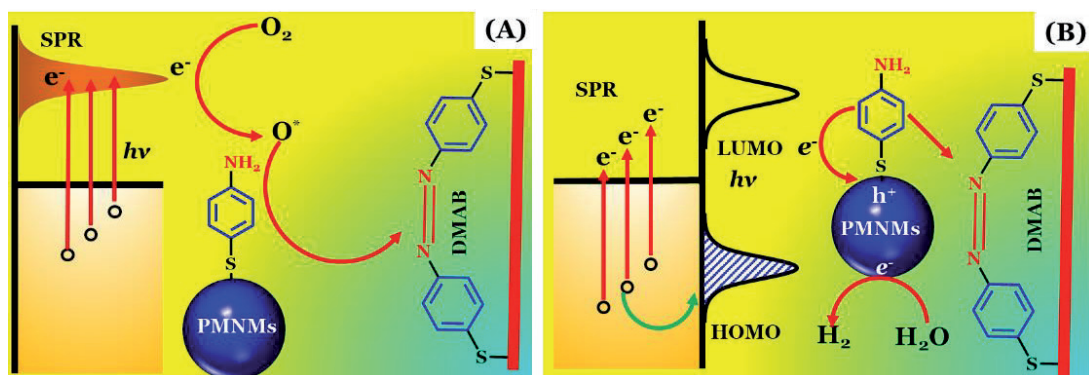 (A)
SPR
O₂
e⁻
e⁻
hν
O*
NH₂
S
PMNMs
S
N
N
DMAB
S
(B)
SPR
e⁻
e⁻
e⁻
LUMO
hν
HOMO
NH₂
e⁻
S
h⁺
PMNMs
e⁻
H₂
H₂O
S
N
N
DMAB
S